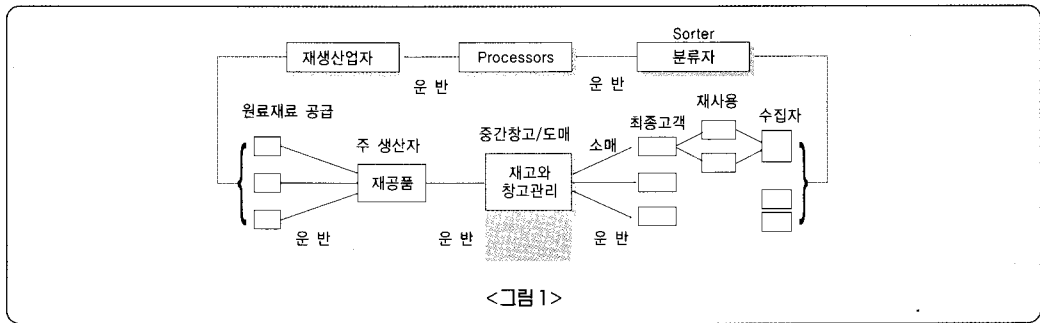 Sorter
재생산업자
Processors
분류자
운 반
운 반
원료재료 공급
재사용
수집자
최종고객
주 생산자
중간창고/도매
소매
재공품
재고와
창고관리
운 반
운 반
운 반
<그림1>